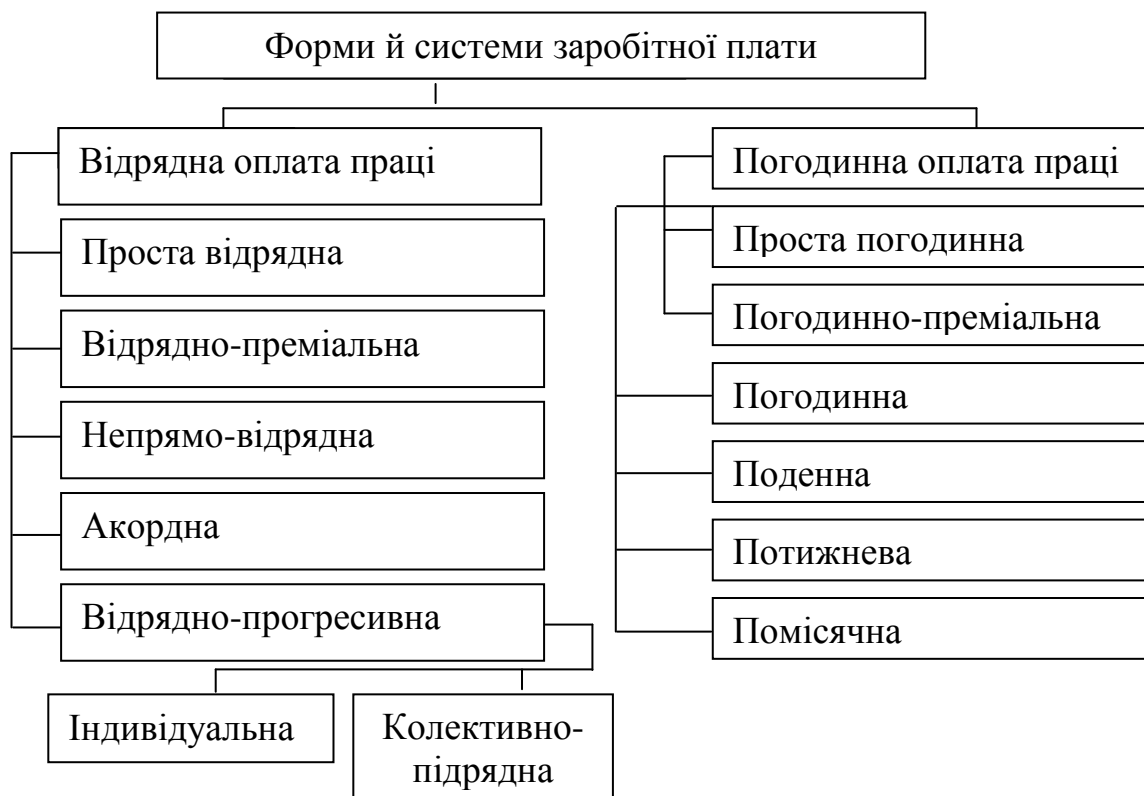 Форми й системи заробітної плати
Відрядна оплата праці
Проста відрядна
Відрядно-преміальна
Непрямо-відрядна
Акордна
Відрядно-прогресивна
Індивідуальна
Колективно-
підрядна
Погодинна оплата праці
Проста погодинна
Погодинно-преміальна
Погодинна
Поденна
Потижнева
Помісячна